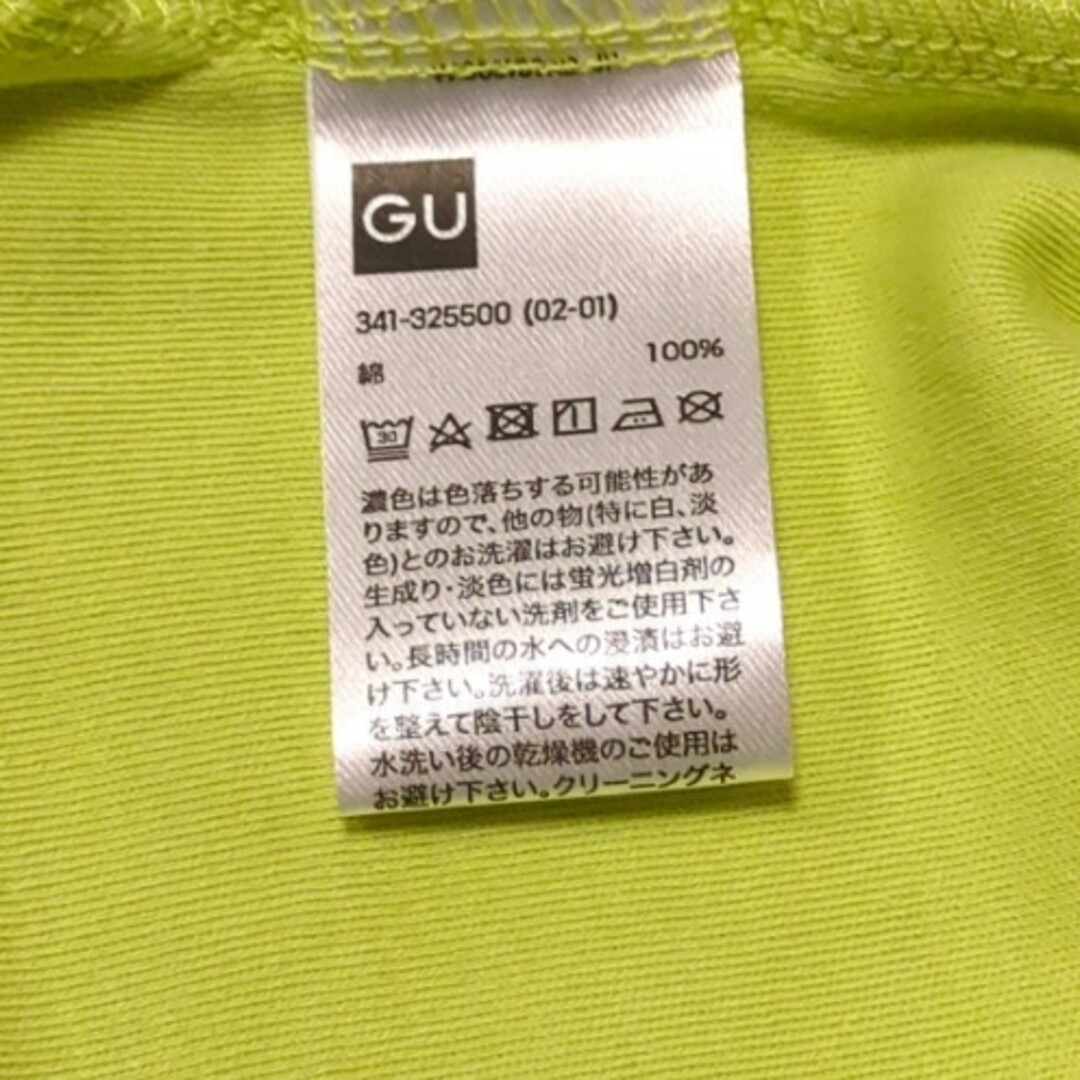 GU
341-325500 (02-01)
綿 100%
30
濃色は色落ちする可能性があ
りますので、他の物(特に白、淡
色)とのお洗濯はお避け下さい。
生成り・淡色には蛍光増白剤の
入っていない洗剤をご使用下さ
い。長時間の水への浸漬はお避
け下さい。洗濯後は速やかに形
を整えて陰干しをして下さい。
水洗い後の乾燥機のご使用は
お避け下さい。クリーニングネ